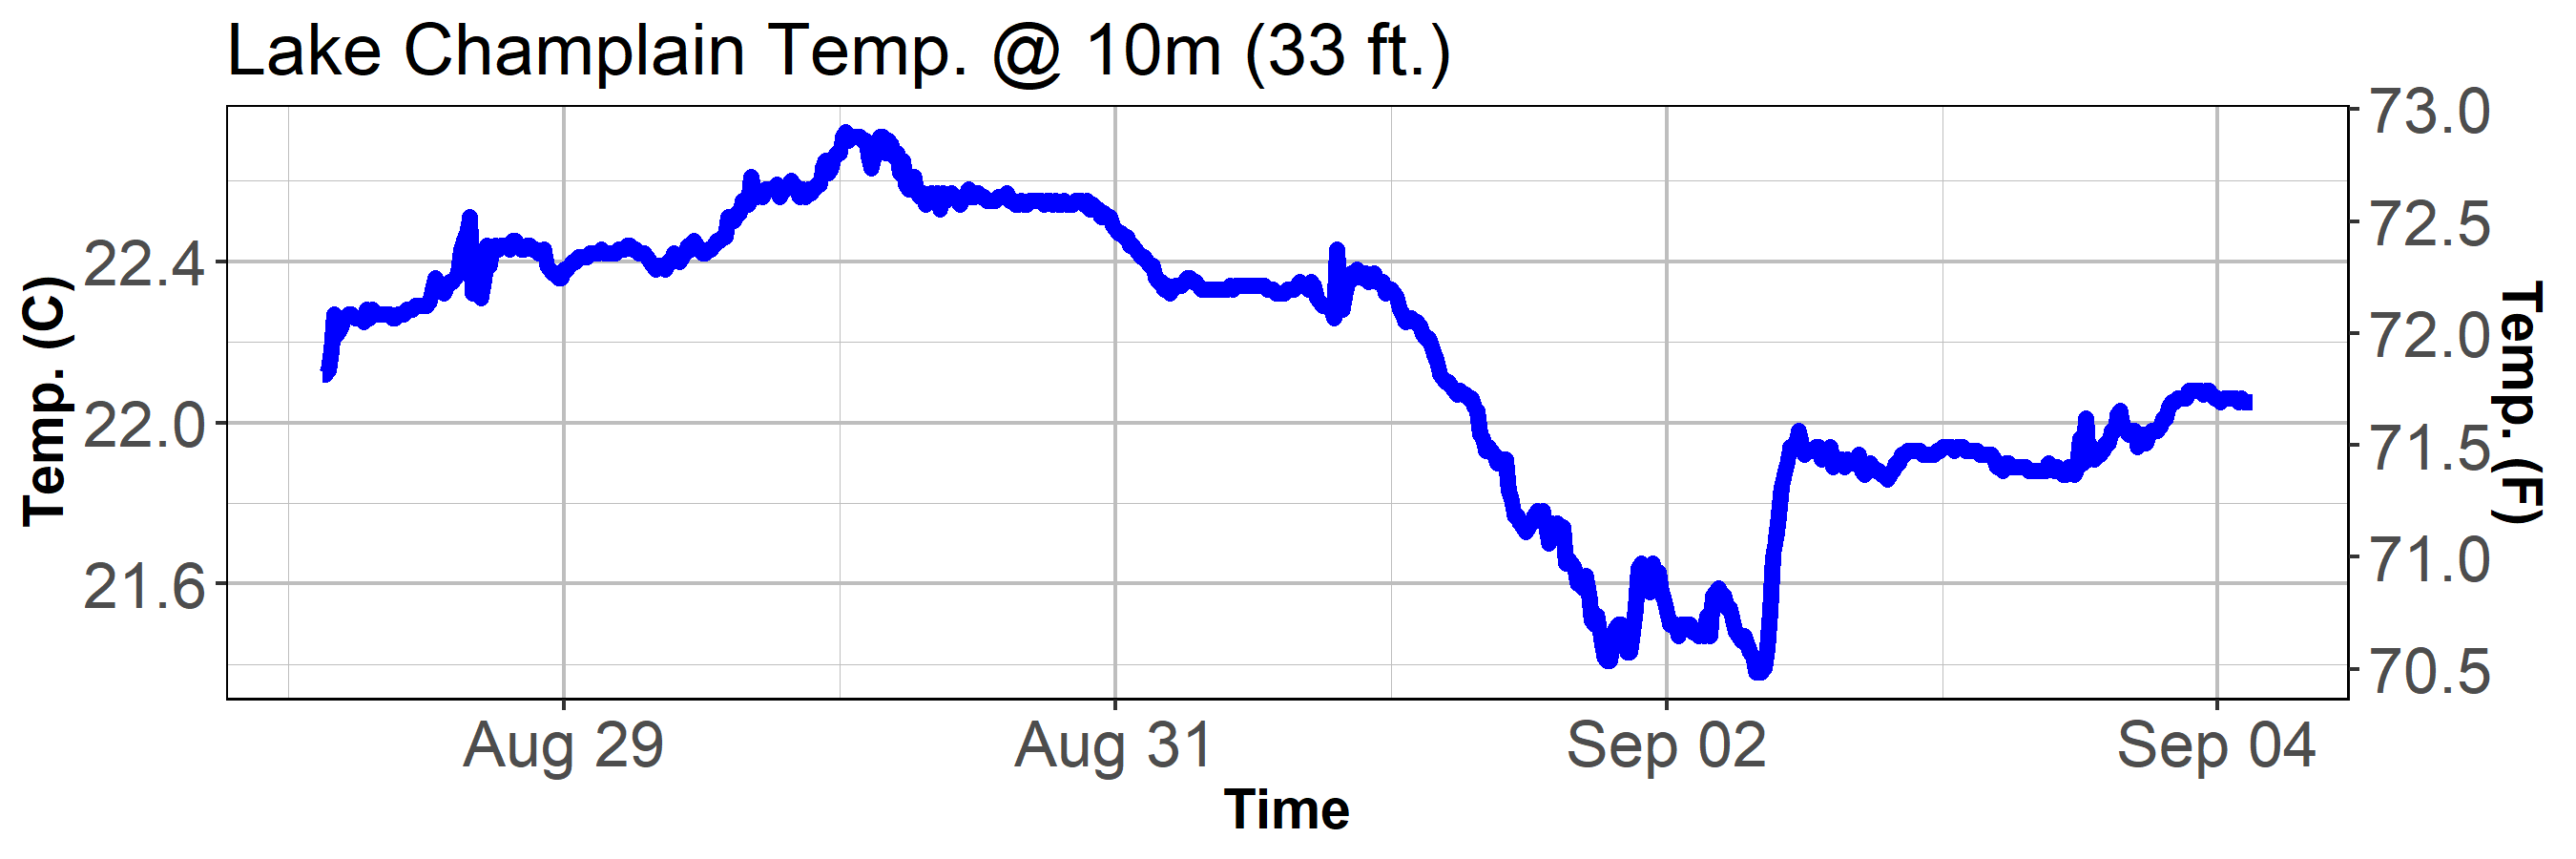 Lake Champlain Temp. @ 10m (33 ft.)
Temp. (C)
22.4
22.0
21.6
73.0
72.5
72.0
71.5
71.0
70.5
Temp. (F)
Aug 29 Aug 31 Sep 02 Sep 04
Time